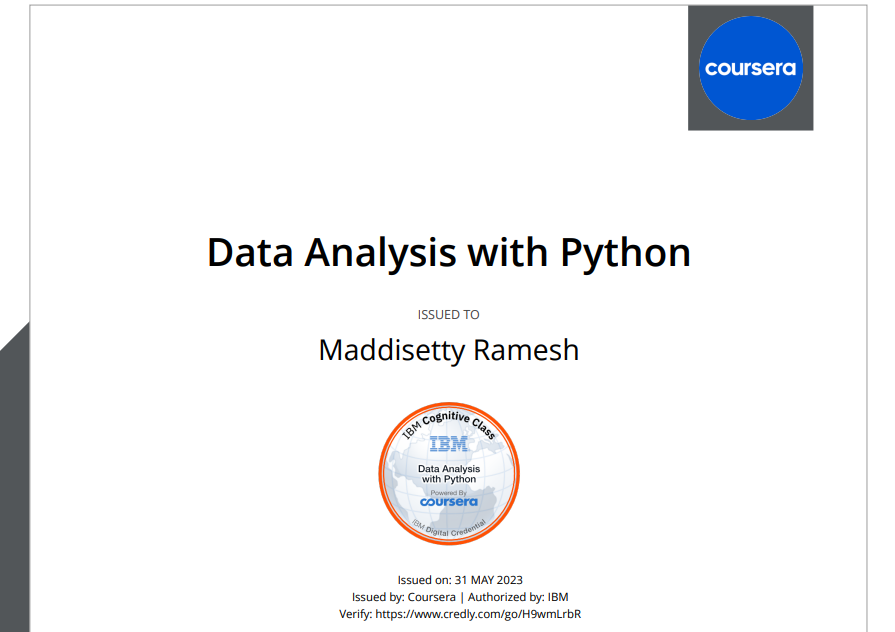 coursera
Data Analysis with Python
ISSUED TO
Maddisetty Ramesh
IBM Cognitive Class
IBM
Data Analysis
with Python
Powered By
coursera
IBM Digital Credential
Issued on: 31 MAY 2023
Issued by: Coursera | Authorized by: IBM
Verify: https://www.credly.com/go/H9wmLrbR